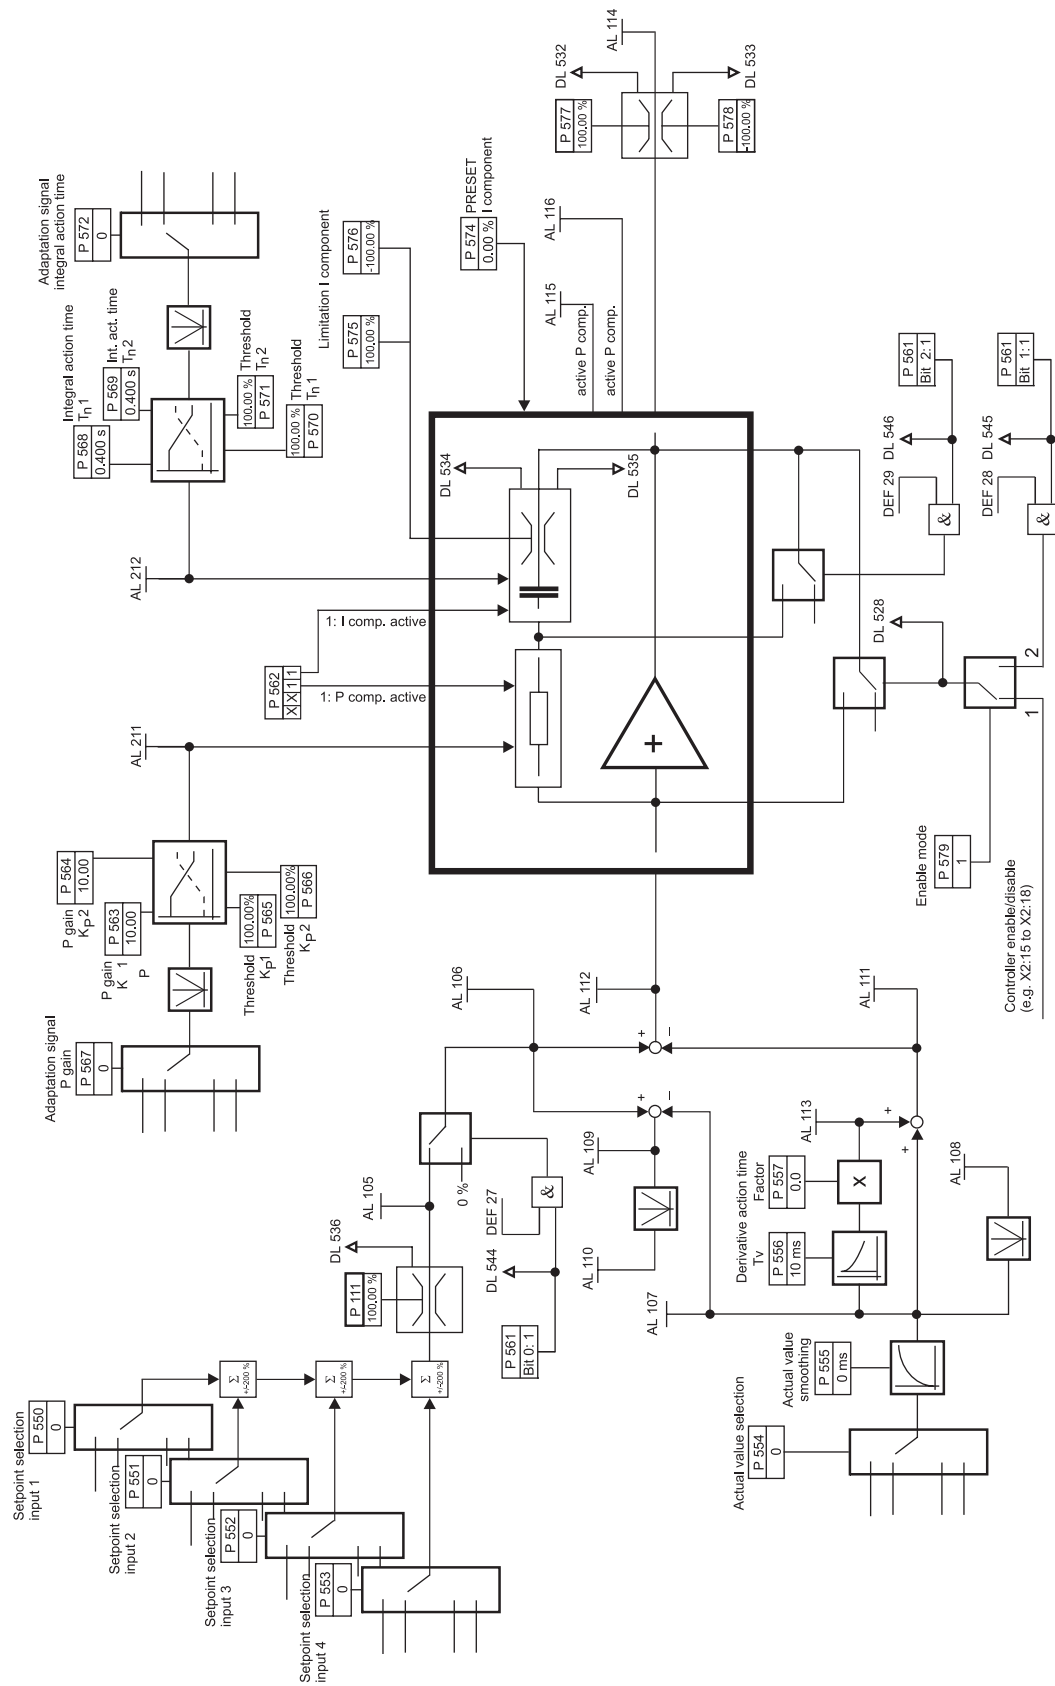 Setpoint selection
input 1
P 550
0
Setpoint selection
input 2
P 551
0
Setpoint selection
input 3
P 552
0
Setpoint selection
input 4
P 553
0
Σ
+/-200 %
Σ
+/-200 %
Σ
+/-200 %
P 111
100.00 %
DL 536
AL 105
0 %
DEF 27
&
DL 544
P 561
Bit 0: 1
AL 106
AL 109
AL 110
AL 112
+
–
+
–
Actual value selection
P 554
0
Actual value
smoothing
P 555
0 ms
AL 107
Derivative action time
Tv
Factor
P 556
10 ms
P 557
0.0
X
AL 113
+
+
AL 108
AL 111
Adaptation signal
P gain
P 567
0
P gain
K 1
P
P 563
10.00
P gain
KP2
P 564
10.00
100.00%
P 565
Threshold
KP1
100.00%
P 566
Threshold
KP2
AL 211
P 562
X X 1 1
1: P comp. active
1: I comp. active
AL 212
Integral action time
Tn1
P 568
0.400 s
Int. act. time
Tn2
P 569
0.400 s
100.00 %
P 571
Threshold
Tn2
100.00 %
P 570
Threshold
Tn1
Adaptation signal
integral action time
P 572
0
Limitation I component
P 575
100.00 %
P 576
-100.00 %
P 574
0.00 %
PRESET
I component
DL 534
DL 535
+
AL 115
active P comp.
AL 116
active P comp.
P 577
100.00 %
P 578
-100.00 %
DL 532
DL 533
AL 114
Enable mode
P 579
1
Controller enable/disable
(e.g. X2:15 to X2:18)
1
2
DL 528
&
DEF 29
DL 546
P 561
Bit 2: 1
&
DEF 28
DL 545
P 561
Bit 1: 1